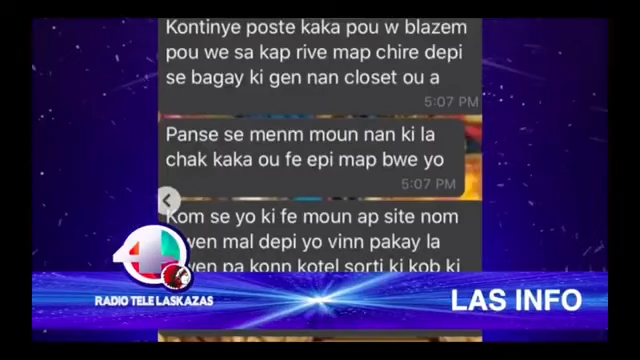 Kontinye poste kaka pou w blazem
pou we sa kap rive map chire depi
se bagay ki gen nan closet ou a
5:07 PM
Panse se menm moun nan ki la
chak kaka ou fe epi map bwe yo
5:07 PM
Kom se yo ki fe moun ap site nom
mal depi yo vinn pakay la
pa konn kotel sorti ki kob ki
4
RADIO TELE LASKAZAS
LAS INFO